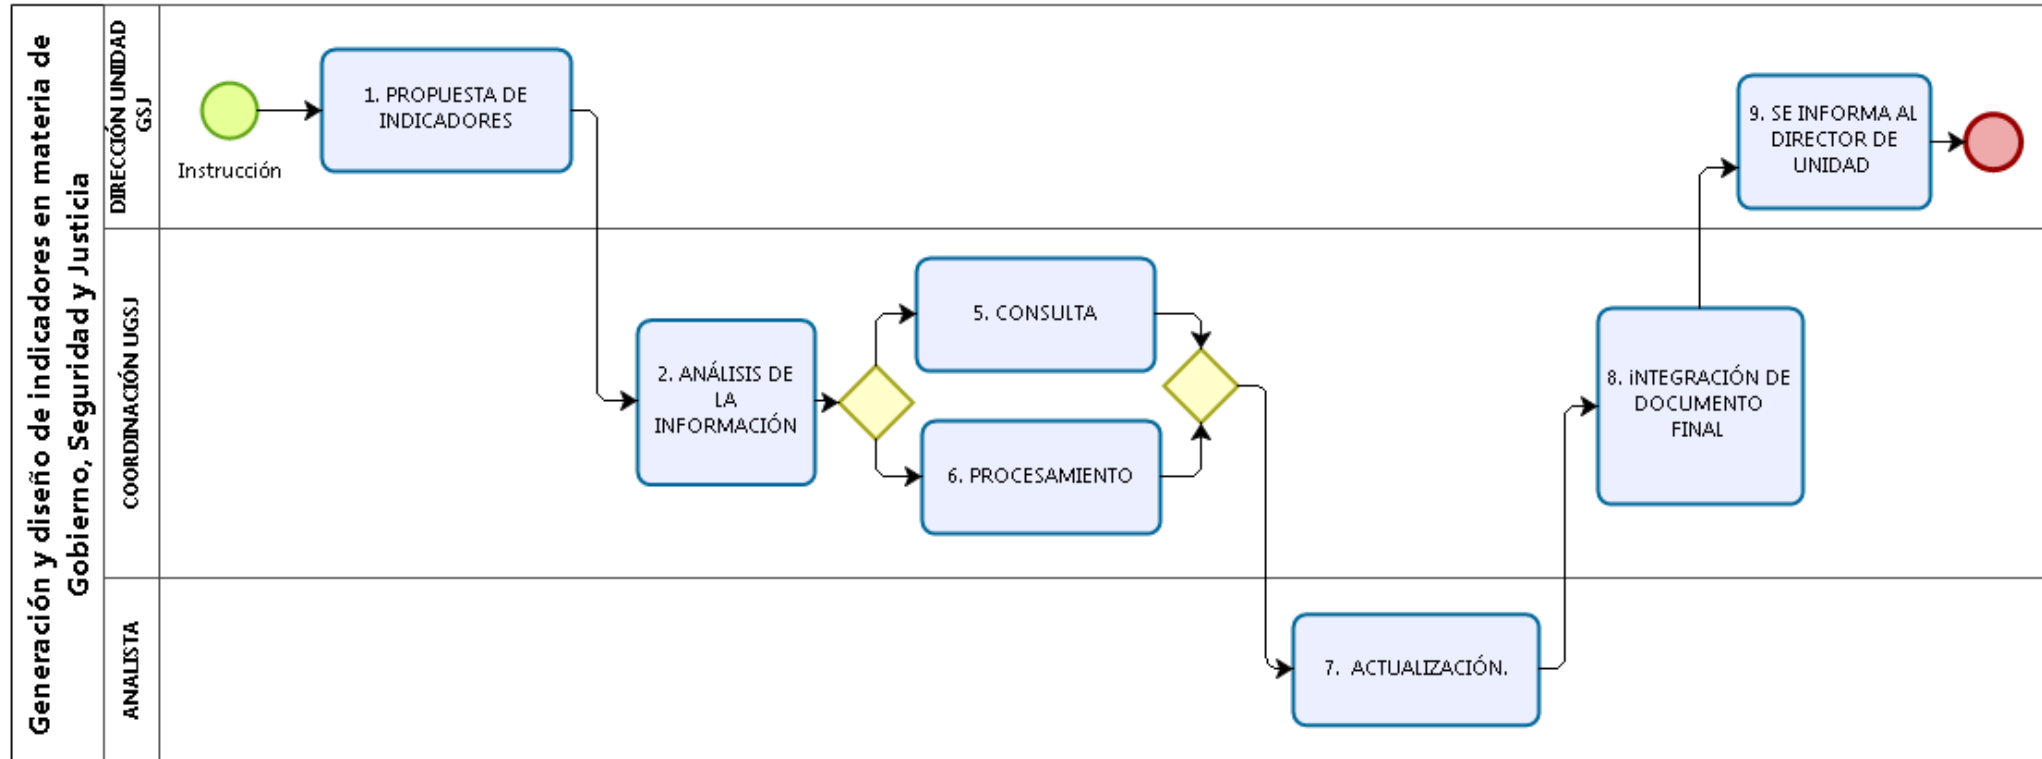 Generación y diseño de indicadores en materia de
Gobierno, Seguridad y Justicia
DIRECCIÓN UNIDAD
GSJ
Instrucción
1. PROPUESTA DE
INDICADORES
9. SE INFORMA AL
DIRECTOR DE
UNIDAD
COORDINACIÓN UGSJ
2. ANÁLISIS DE
LA
INFORMACIÓN
5. CONSULTA
6. PROCESAMIENTO
8. iNTEGRACIÓN DE
DOCUMENTO
FINAL
ANALISTA
7.  ACTUALIZACIÓN.